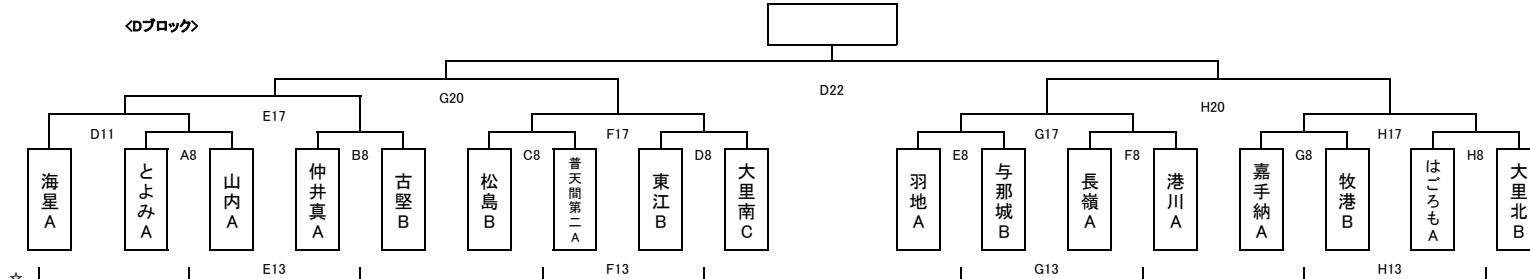 <Dブロック>
D22
G20
H20
E17
D11
F17
G17
H17
A8
B8
C8
D8
E8
F8
G8
H8
海星A
とよみA
山内A
仲井真A
古堅B
松島B
普天間第二A
東江B
大里南C
羽地A
与那城B
長嶺A
港川A
嘉手納A
牧港B
はごろもA
大里北B
☆
E13
F13
G13
H13